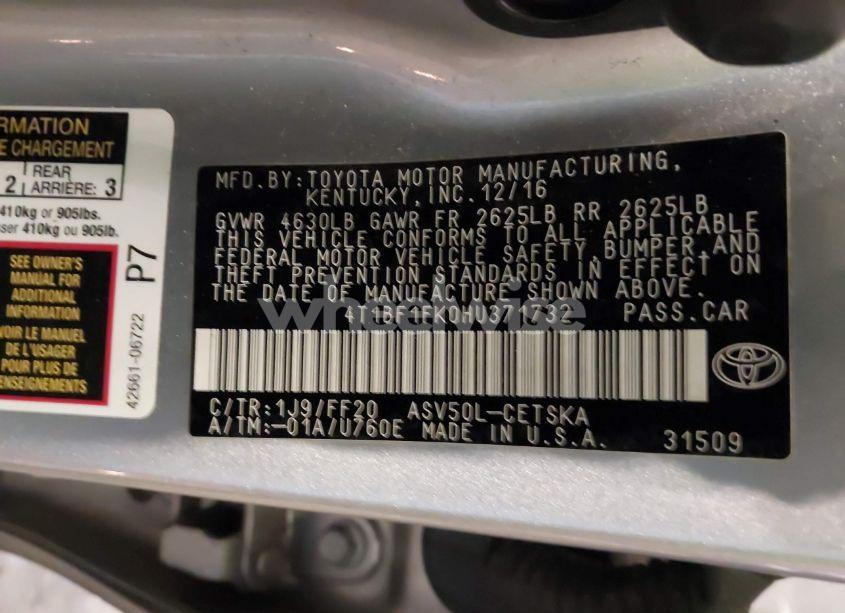 RMATION
E CHARGEMENT
2 REAR ARRIÈRE: 3
410kg or 905lbs.
ser 410kg ou 905lb.
SEE OWNER'S
MANUAL FOR
ADDITIONAL
INFORMATION
VOIR LE MANUEL
DE L'USAGER
POUR PLUS DE
ENSEIGNEMENTS
P7
42661-06722
MFD.BY:TOYOTA MOTOR MANUFACTURING,
KENTUCKY,INC.12/16
GVWR 4630LB GAWR FR 2625LB RR 2625LB
THIS VEHICLE CONFORMS TO ALL APPLICABLE
FEDERAL MOTOR VEHICLE SAFETY,BUMPER,AND
THEFT PREVENTION STANDARDS IN EFFECT ON
THE DATE OF MANUFACTURE SHOWN ABOVE.
4T1BF1FK0HU371732 PASS.CAR
wheelwise
C/TR:1J9/FF20 ASV50L-CETSKA
A/TM:-01A/U760E MADE IN U.S.A. 31509